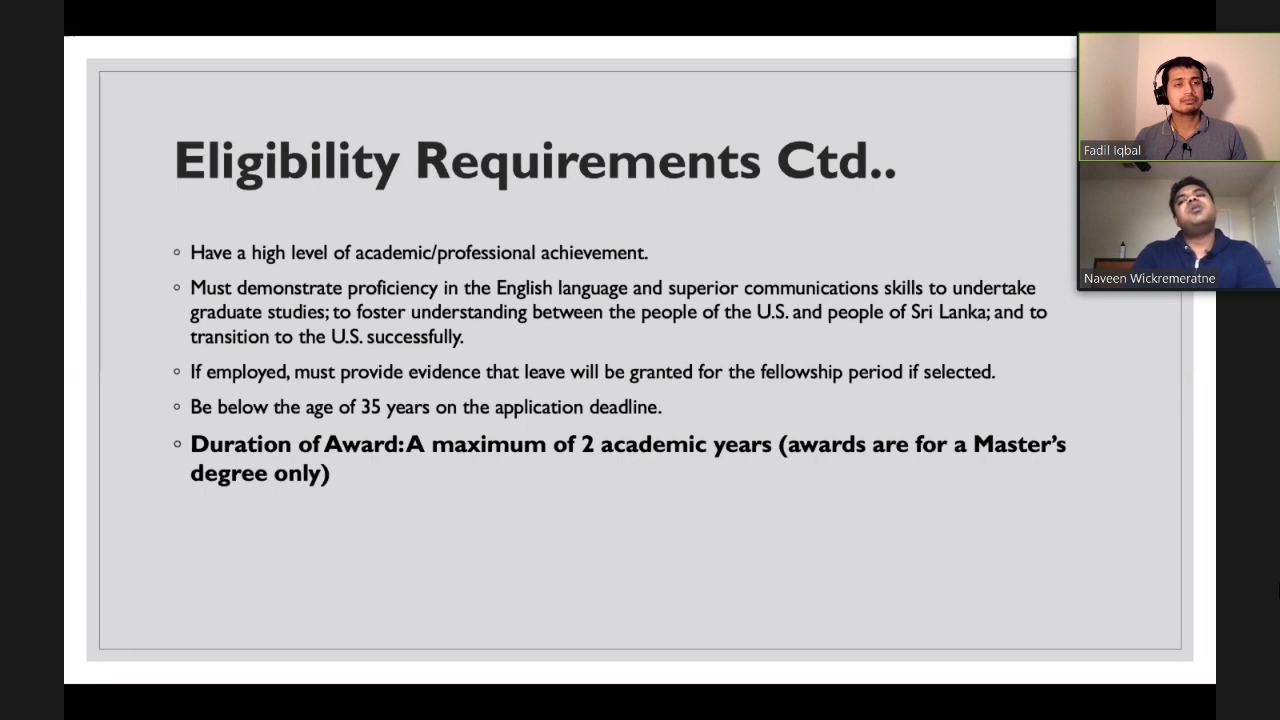 Eligibility Requirements Ctd..
◦ Have a high level of academic/professional achievement.
◦ Must demonstrate proficiency in the English language and superior communications skills to undertake
graduate studies; to foster understanding between the people of the U.S. and people of Sri Lanka; and to
transition to the U.S. successfully.
◦ If employed, must provide evidence that leave will be granted for the fellowship period if selected.
◦ Be below the age of 35 years on the application deadline.
◦ Duration of Award: A maximum of 2 academic years (awards are for a Master’s
degree only)
Fadil Iqbal
Naveen Wickremeratne